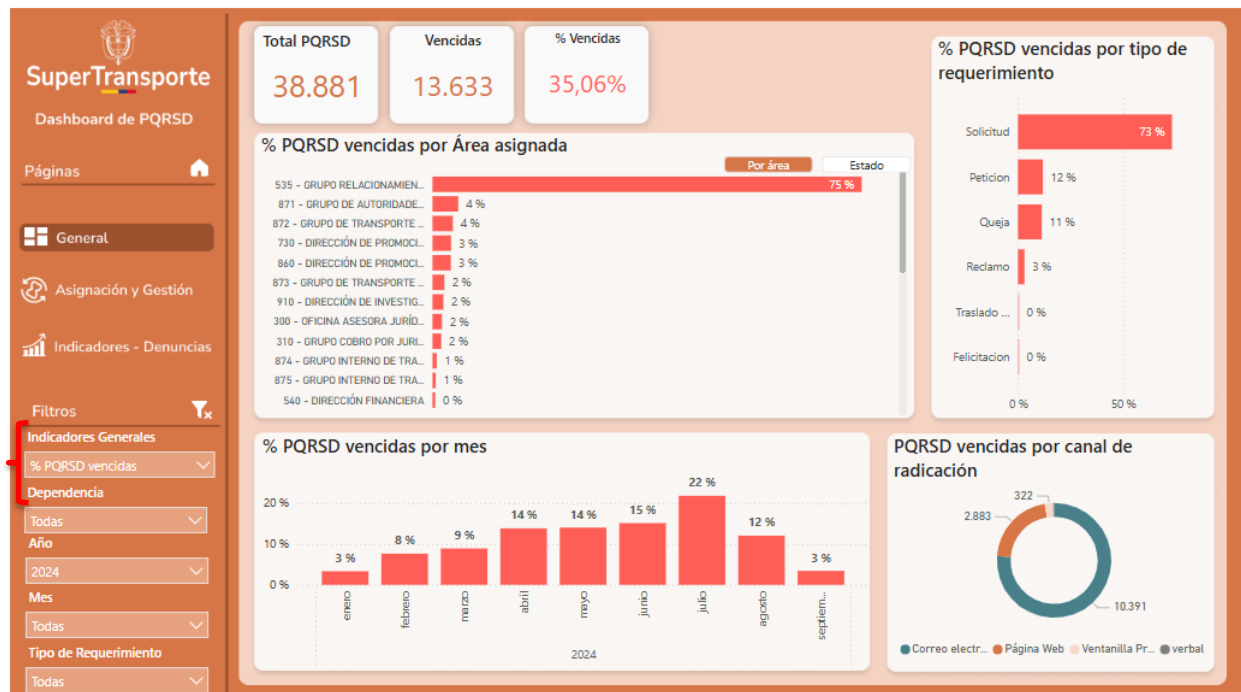 SuperTransporte
Dashboard de PQRSD
Páginas
General
Asignación y Gestión
Indicadores - Denuncias
Filtros
Indicadores Generales
% PQRSD vencidas
Dependencia
Todas
Año
2024
Mes
Todas
Tipo de Requerimiento
Todas
Total PQRSD
38.881
Vencidas
13.633
% Vencidas
35,06%
% PQRSD vencidas por Área asignada
Por área
Estado
535 - GRUPO RELACIONAMIEN... 75 %
871 - GRUPO DE AUTORIDADE... 4 %
872 - GRUPO DE TRANSPORTE ... 4 %
730 - DIRECCIÓN DE PROMOCI... 3 %
860 - DIRECCIÓN DE PROMOCI... 3 %
873 - GRUPO DE TRANSPORTE ... 2 %
910 - DIRECCIÓN DE INVESTIG... 2 %
300 - OFICINA ASESORA JURÍD... 2 %
310 - GRUPO COBRO POR JURI... 2 %
874 - GRUPO INTERNO DE TRA... 1 %
875 - GRUPO INTERNO DE TRA... 1 %
540 - DIRECCIÓN FINANCIERA 0 %
% PQRSD vencidas por tipo de
requerimiento
Solicitud 73 %
Peticion 12 %
Queja 11 %
Reclamo 3 %
Traslado ... 0 %
Felicitacion 0 %
0 % 50 %
% PQRSD vencidas por mes
20 %
10 %
0 %
3 % 8 % 9 % 14 % 14 % 15 % 22 % 12 % 3 %
enero febrero marzo abril mayo junio julio agosto septiem...
2024
PQRSD vencidas por canal de
radicación
322
2.883
10.391
Correo electr... Página Web Ventanilla Pr... verbal